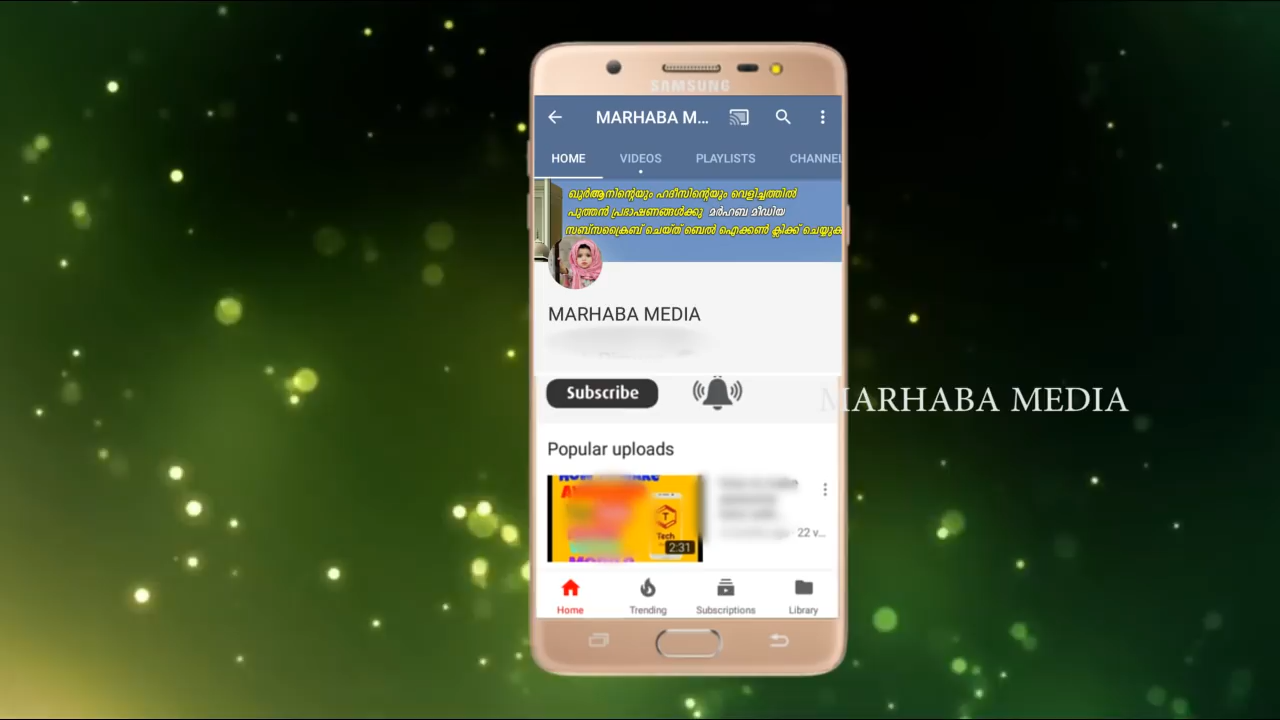 SAMSUNG
MARHABA M...
HOME VIDEOS PLAYLISTS CHANNEL
ഖുർആനിന്റെയും ഹദീസിന്റെയും വെളിച്ചത്തിൽ
പുത്തൻ പ്രഭാഷണങ്ങൾക്കു മർഹബ മീഡിയ
സബ്സക്രൈബ് ചെയ്ത് ബെൽ ഐക്കൺ ക്ലിക്ക് ചെയ്യുക
MARHABA MEDIA
Subscribe
MARHABA MEDIA
Popular uploads
Tech
2:31
22 v...
Home Trending Subscriptions Library